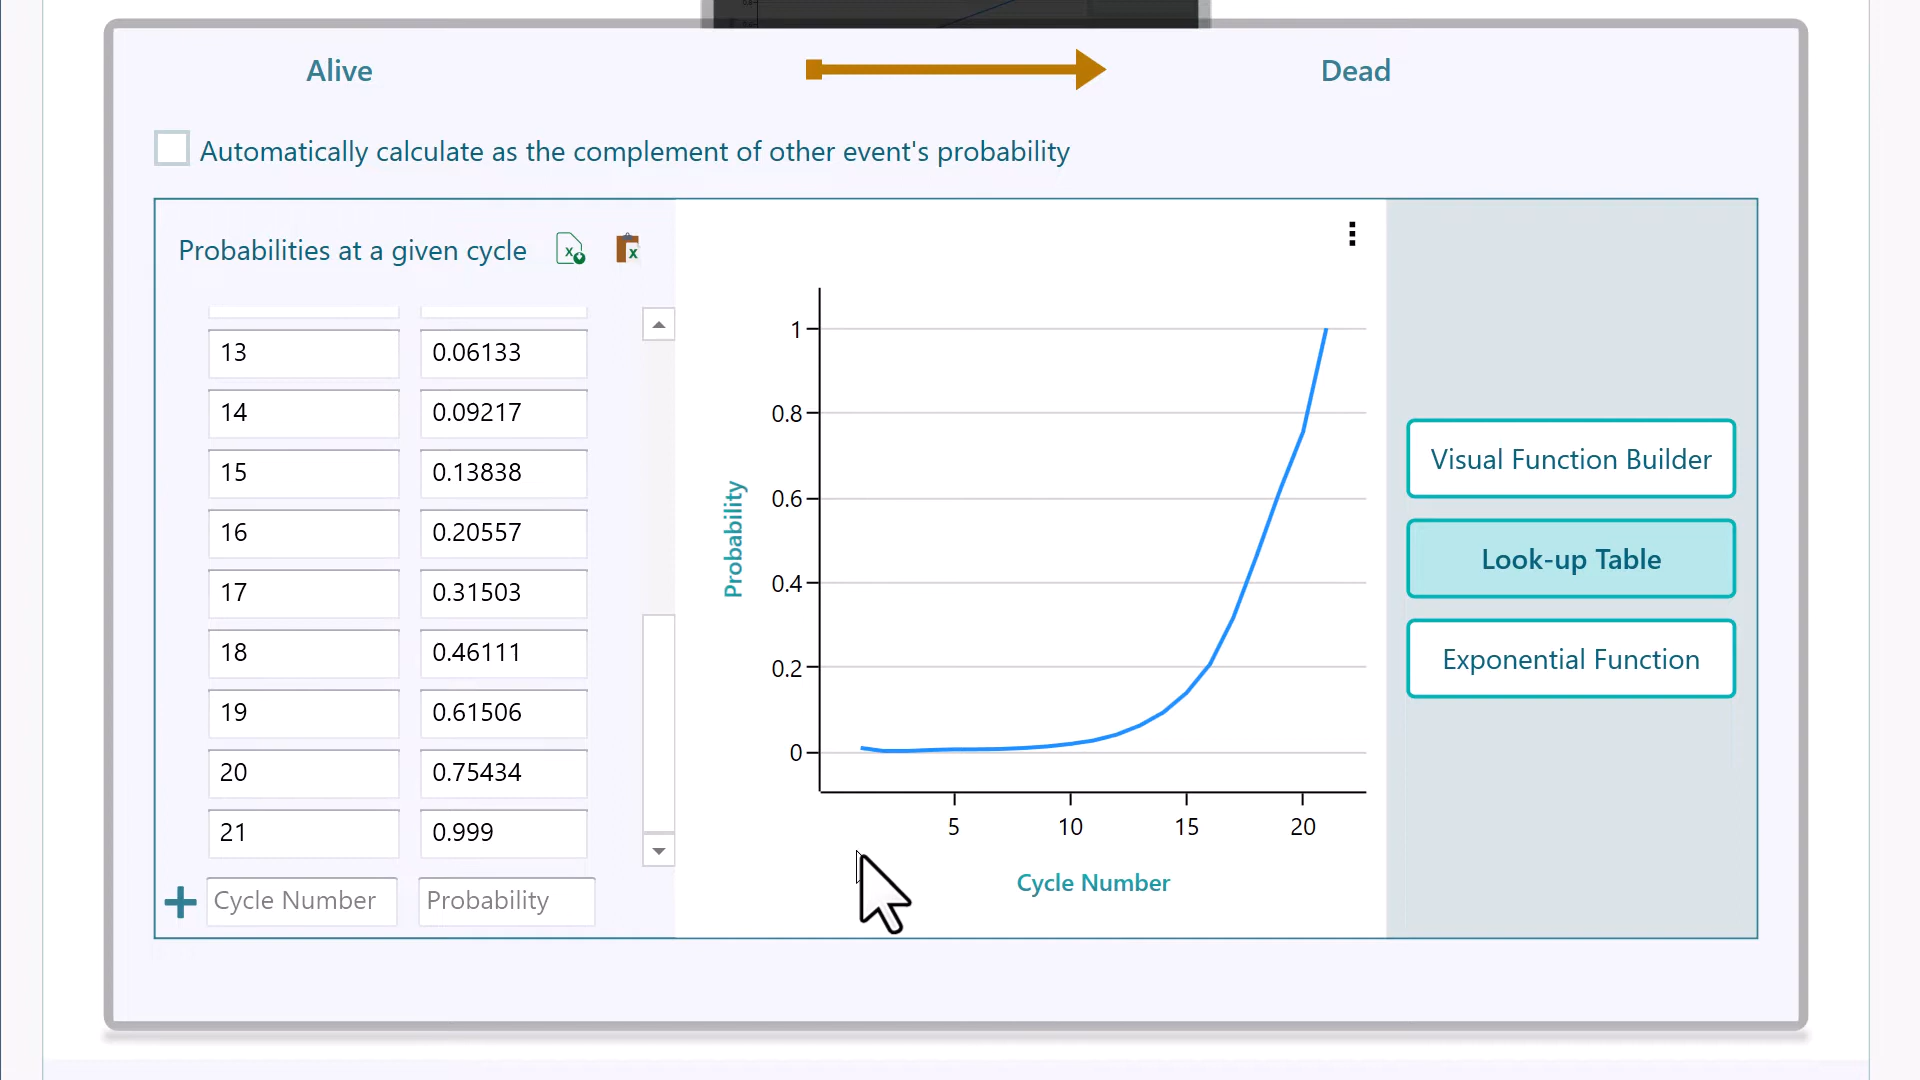 Alive
Dead
Automatically calculate as the complement of other event's probability
Probabilities at a given cycle
13 0.06133
14 0.09217
15 0.13838
16 0.20557
17 0.31503
18 0.46111
19 0.61506
20 0.75434
21 0.999
Cycle Number Probability
Probability
1
0.8
0.6
0.4
0.2
0
5 10 15 20
Cycle Number
Visual Function Builder
Look-up Table
Exponential Function